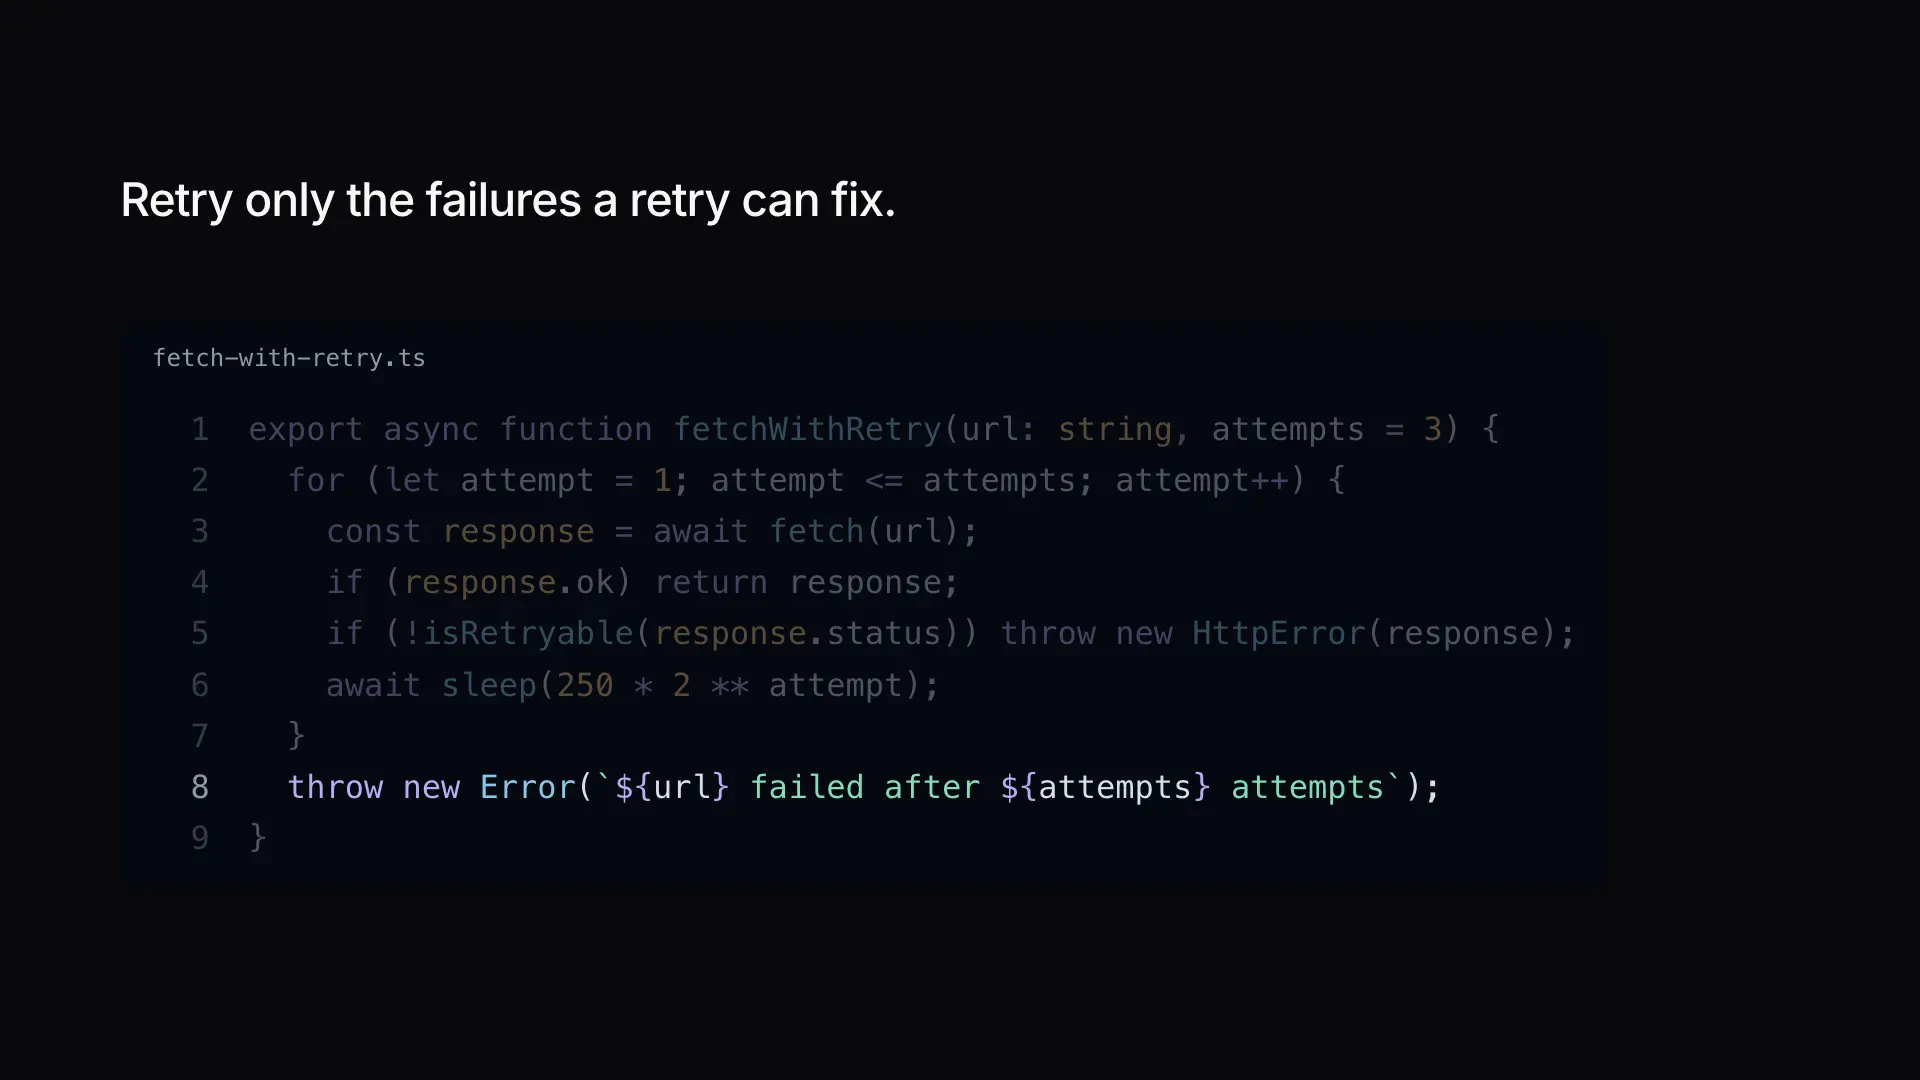 Retry only the failures a retry can fix.
fetch-with-retry.ts
1 export async function fetchWithRetry(url: string, attempts = 3) {
2   for (let attempt = 1; attempt <= attempts; attempt++) {
3     const response = await fetch(url);
4     if (response.ok) return response;
5     if (!isRetryable(response.status)) throw new HttpError(response);
6     await sleep(250 * 2 ** attempt);
7   }
8   throw new Error(`${url} failed after ${attempts} attempts`);
9 }